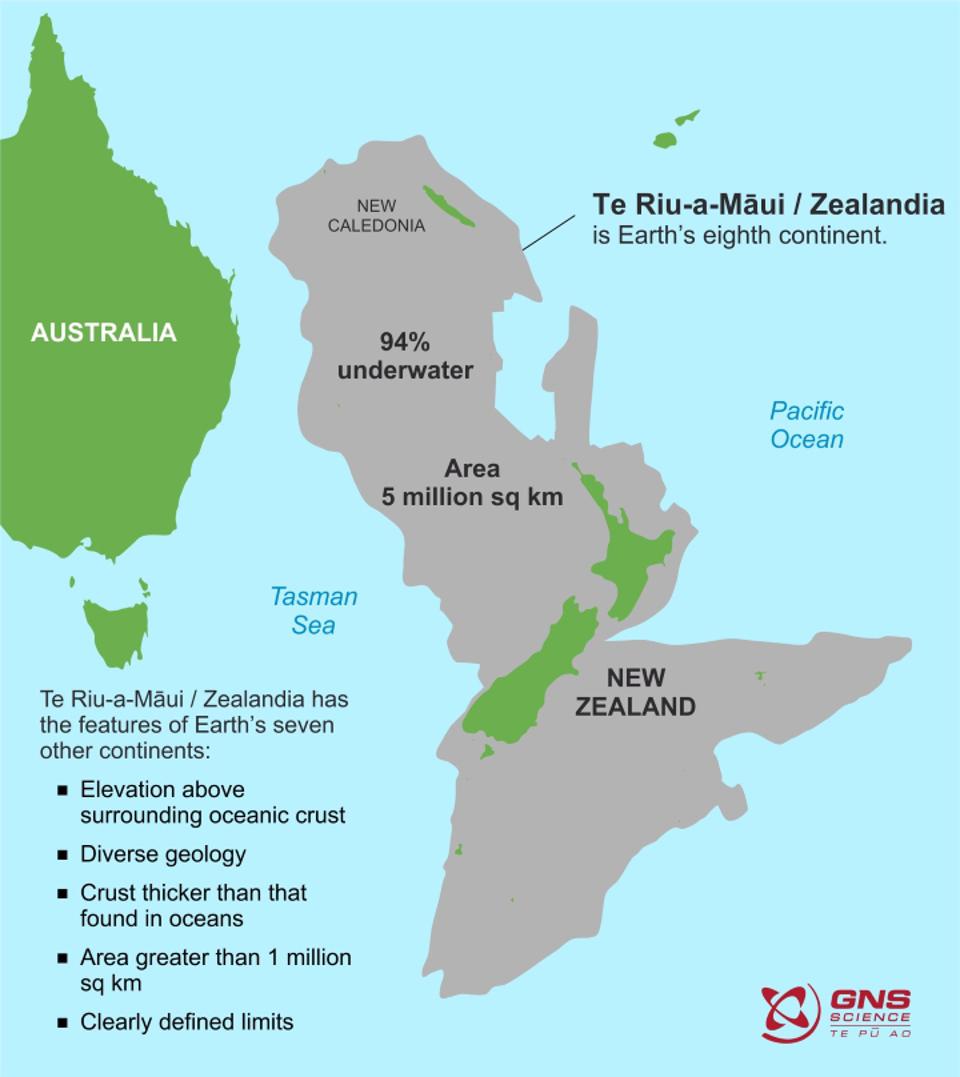 Te Riu-a-Māui / Zealandia
is Earth's eighth continent.
NEW
CALEDONIA
AUSTRALIA
94%
underwater
Pacific
Ocean
Area
5 million sq km
Tasman
Sea
NEW
ZEALAND
Te Riu-a-Māui / Zealandia has
the features of Earth's seven
other continents:
▪ Elevation above
surrounding oceanic crust
▪ Diverse geology
▪ Crust thicker than that
found in oceans
▪ Area greater than 1 million
sq km
▪ Clearly defined limits
GNS
SCIENCE
TE PŪ AO